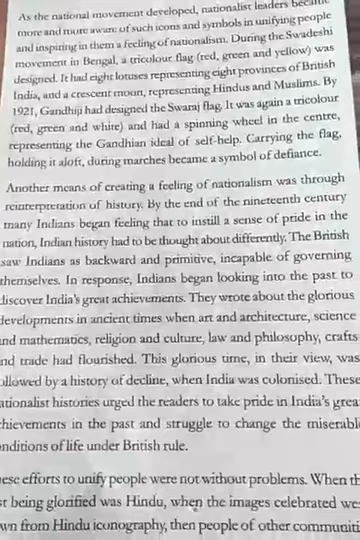 As the national movement developed, nationalist leaders became
more and more aware of such icons and symbols in unifying people
and inspiring in them a feeling of nationalism. During the Swadeshi
movement in Bengal, a tricolour flag (red, green and yellow) was
designed. It had eight lotuses representing eight provinces of British
India, and a crescent moon, representing Hindus and Muslims. By
1921, Gandhiji had designed the Swaraj flag. It was again a tricolour
(red, green and white) and had a spinning wheel in the centre,
representing the Gandhian ideal of self-help. Carrying the flag,
holding it aloft, during marches became a symbol of defiance.
Another means of creating a feeling of nationalism was through
reinterpretation of history. By the end of the nineteenth century
many Indians began feeling that to instill a sense of pride in the
nation, Indian history had to be thought about differently. The British
saw Indians as backward and primitive, incapable of governing
themselves. In response, Indians began looking into the past to
discover India's great achievements. They wrote about the glorious
developments in ancient times when art and architecture, science
and mathematics, religion and culture, law and philosophy, crafts
and trade had flourished. This glorious time, in their view, was
ollowed by a history of decline, when India was colonised. These
ationalist histories urged the readers to take pride in India's grea
chievements in the past and struggle to change the miserabl
onditions of life under British rule.
ese efforts to unify people were not without problems. When th
st being glorified was Hindu, when the images celebrated we
wn from Hindu iconography, then people of other communiti